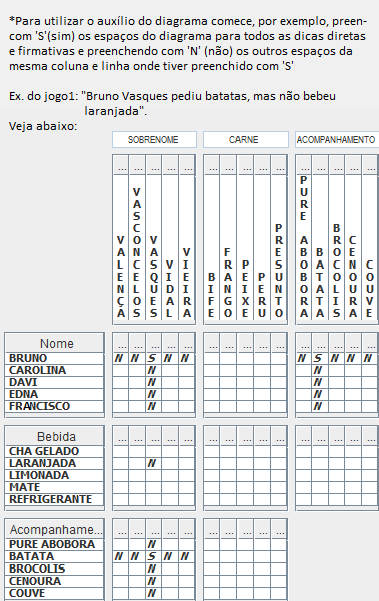 *Para utilizar o auxílio do diagrama comece, por exemplo, preen-
com 'S'(sim) os espaços do diagrama para todos as dicas diretas
e firmativas e preenchendo com 'N' (não) os outros espaços da
mesma coluna e linha onde tiver preenchido com 'S'
Ex. do jogo1: "Bruno Vasques pediu batatas, mas não bebeu
laranjada".
Veja abaixo:
SOBRENOME CARNE ACOMPANHAMENTO
... ... ... ... ... ... ... ... ... ... ... ... ... ... ...
VALENÇA VASCONCELOS VASQUES VIDAL VIEIRA BIFE FRANGO PEIXE PERU PRESUNTO PURE ABOBORA BATATA BROCOLIS CENOURA COUVE
Nome ... ... ... ... ... ... ... ... ... ... ... ... ... ... ...
BRUNO N N S N N N S N N N
CAROLINA N N
DAVI N N
EDNA N N
FRANCISCO N N
Bebida ... ... ... ... ... ... ... ... ... ...
CHA GELADO
LARANJADA N
LIMONADA
MATE
REFRIGERANTE
Acompanhame... ... ... ... ... ... ... ... ... ... ...
PURE ABOBORA N
BATATA N N S N N
BROCOLIS N
CENOURA N
COUVE N